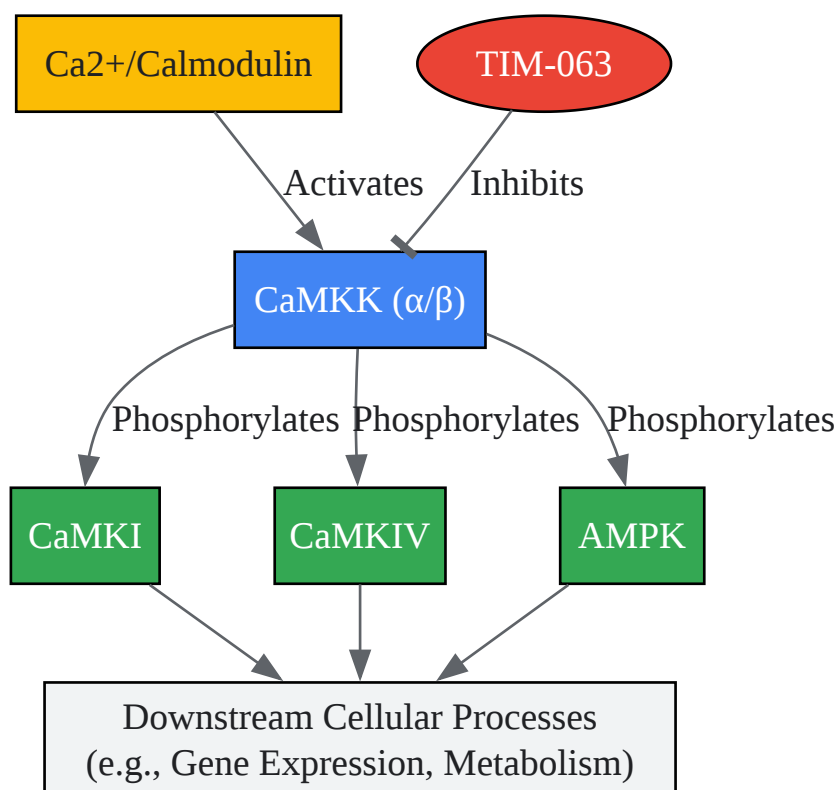 Ca2+/Calmodulin
TIM-063
Activates
Inhibits
CaMKK (α/β)
Phosphorylates
Phosphorylates
Phosphorylates
CaMKI
CaMKIV
AMPK
Downstream Cellular Processes
(e.g., Gene Expression, Metabolism)